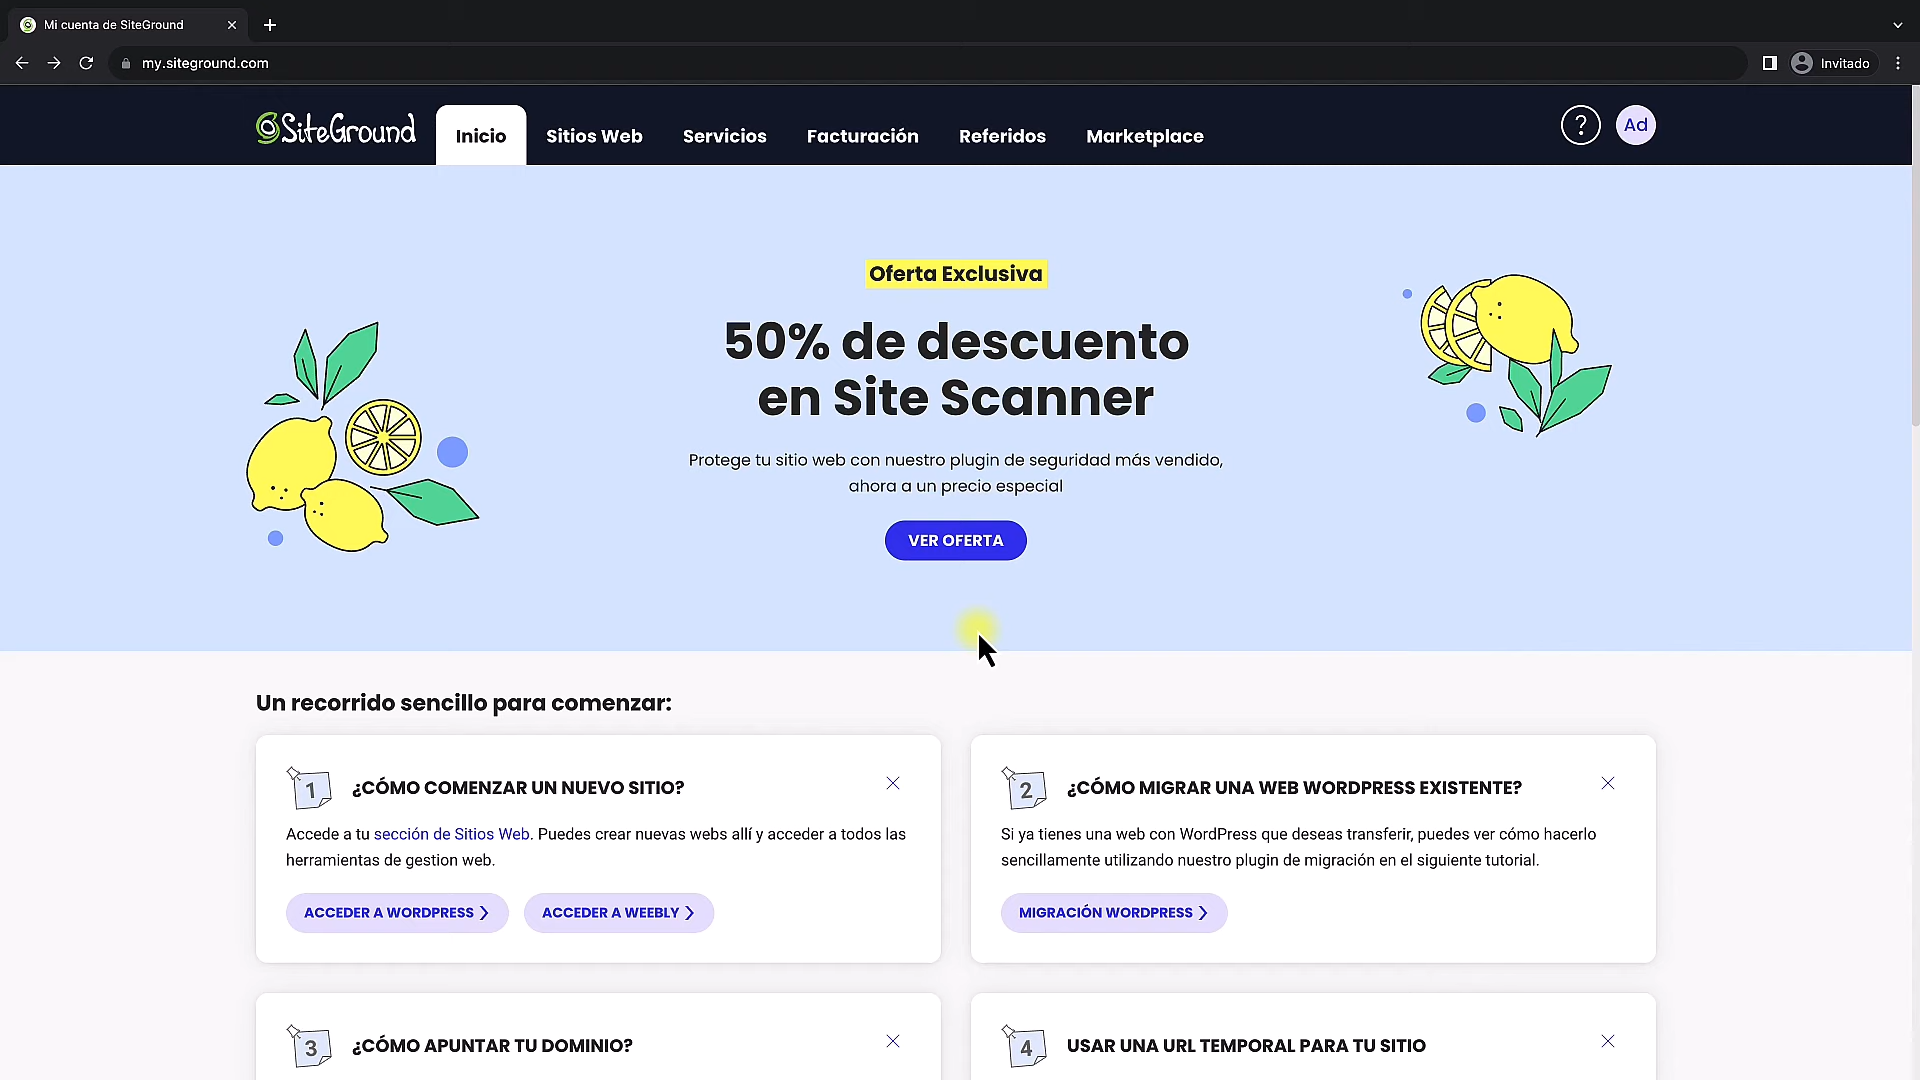 Mi cuenta de SiteGround
my.siteground.com
Invitado
SiteGround
Inicio
Sitios Web
Servicios
Facturación
Referidos
Marketplace
?
Ad
Oferta Exclusiva
50% de descuento
en Site Scanner
Protege tu sitio web con nuestro plugin de seguridad más vendido,
ahora a un precio especial
VER OFERTA
Un recorrido sencillo para comenzar:
1
¿CÓMO COMENZAR UN NUEVO SITIO?
Accede a tu sección de Sitios Web. Puedes crear nuevas webs allí y acceder a todos las
herramientas de gestion web.
ACCEDER A WORDPRESS
ACCEDER A WEEBLY
2
¿CÓMO MIGRAR UNA WEB WORDPRESS EXISTENTE?
Si ya tienes una web con WordPress que deseas transferir, puedes ver cómo hacerlo
sencillamente utilizando nuestro plugin de migración en el siguiente tutorial.
MIGRACIÓN WORDPRESS
3
¿CÓMO APUNTAR TU DOMINIO?
4
USAR UNA URL TEMPORAL PARA TU SITIO